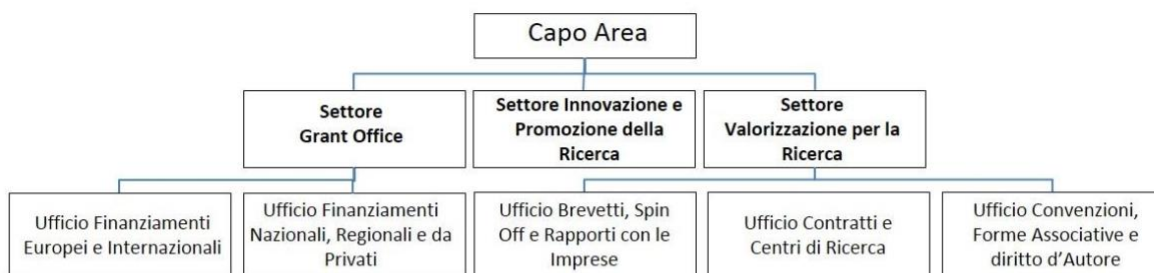 Capo Area
Settore
Grant Office
Settore Innovazione e
Promozione della
Ricerca
Settore
Valorizzazione per la
Ricerca
Ufficio Finanziamenti
Europei e Internazionali
Ufficio Finanziamenti
Nazionali, Regionali e da
Privati
Ufficio Brevetti, Spin
Off e Rapporti con le
Imprese
Ufficio Contratti e
Centri di Ricerca
Ufficio Convenzioni,
Forme Associative e
diritto d'Autore